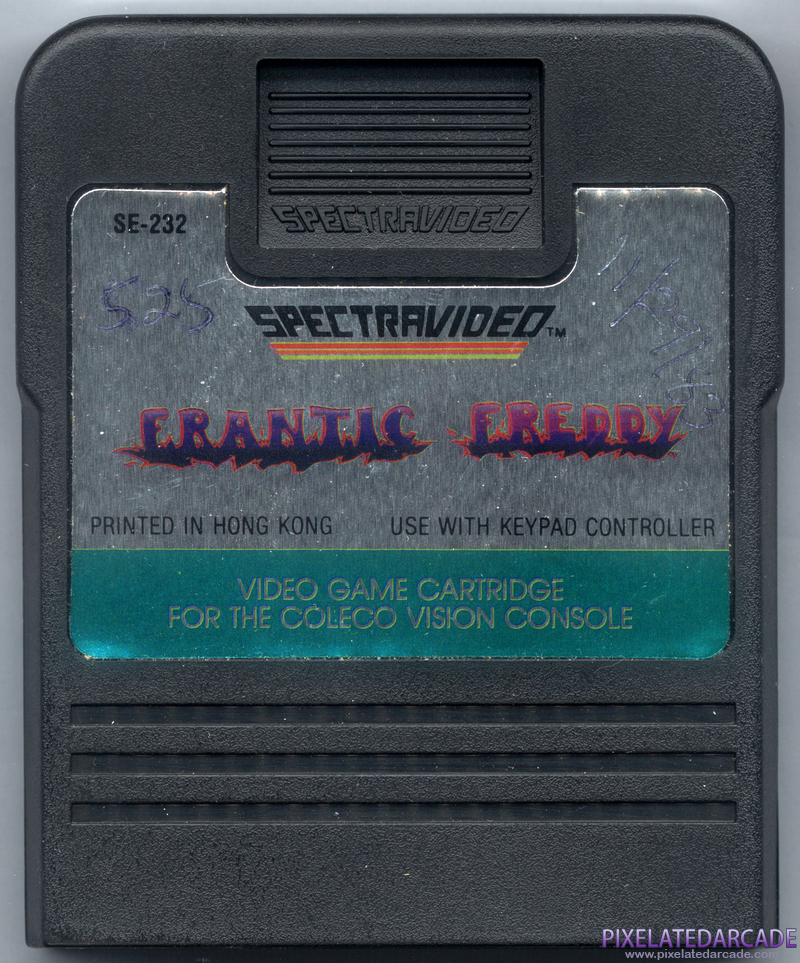 SPECTRAVIDEO
SE-232
525
SPECTRAVIDEO™
FRANTIC FREDDY
PRINTED IN HONG KONG USE WITH KEYPAD CONTROLLER
VIDEO GAME CARTRIDGE
FOR THE COLECO VISION CONSOLE
PIXELATEDARCADE
www.pixelatedarcade.com